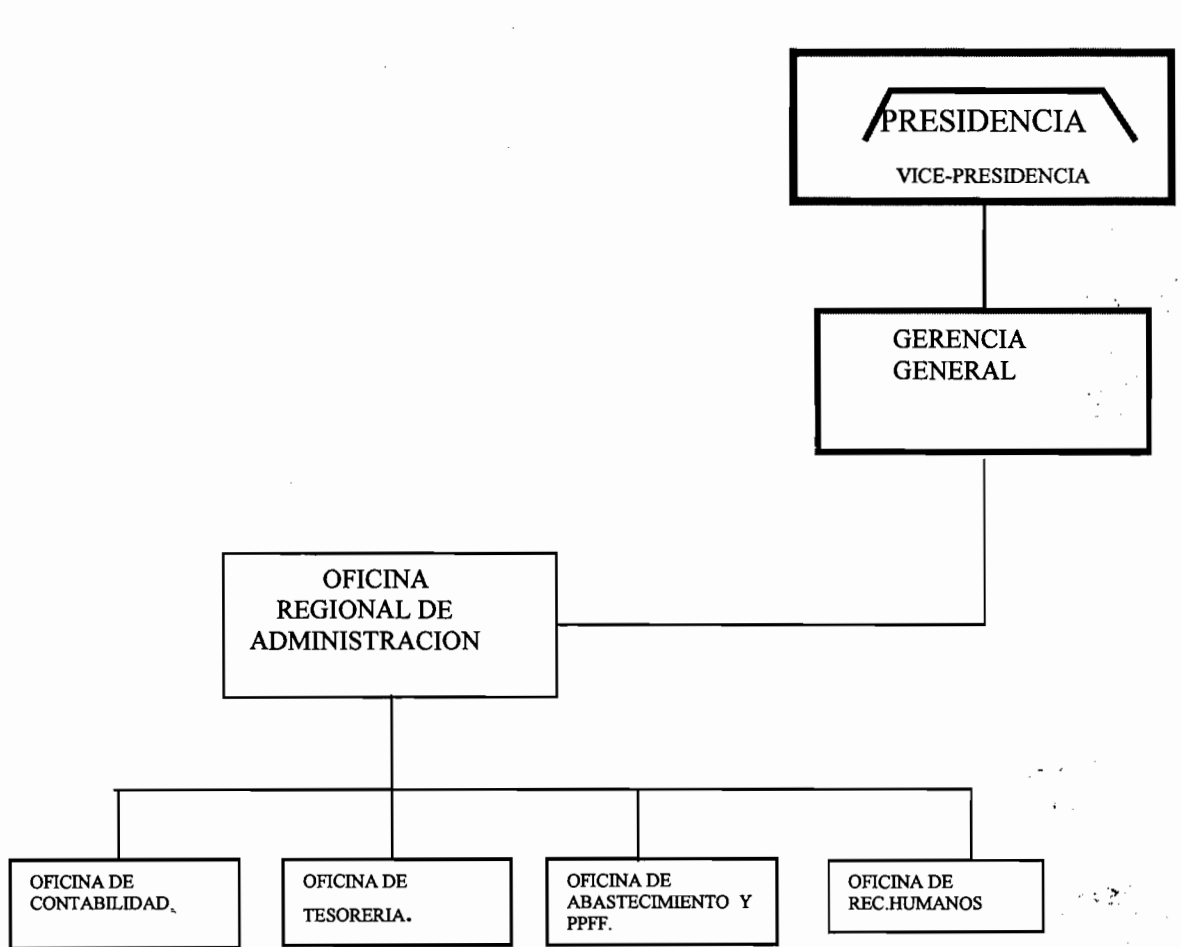 PRESIDENCIA
VICE-PRESIDENCIA
GERENCIA
GENERAL
OFICINA
REGIONAL DE
ADMINISTRACION
OFICINA DE
CONTABILIDAD.
OFICINA DE
TESORERIA.
OFICINA DE
ABASTECIMIENTO Y
PPFF.
OFICINA DE
REC.HUMANOS